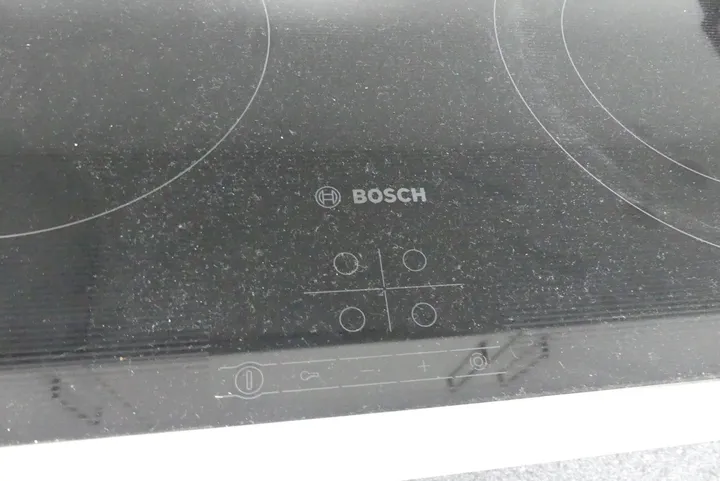 BOSCH
- +